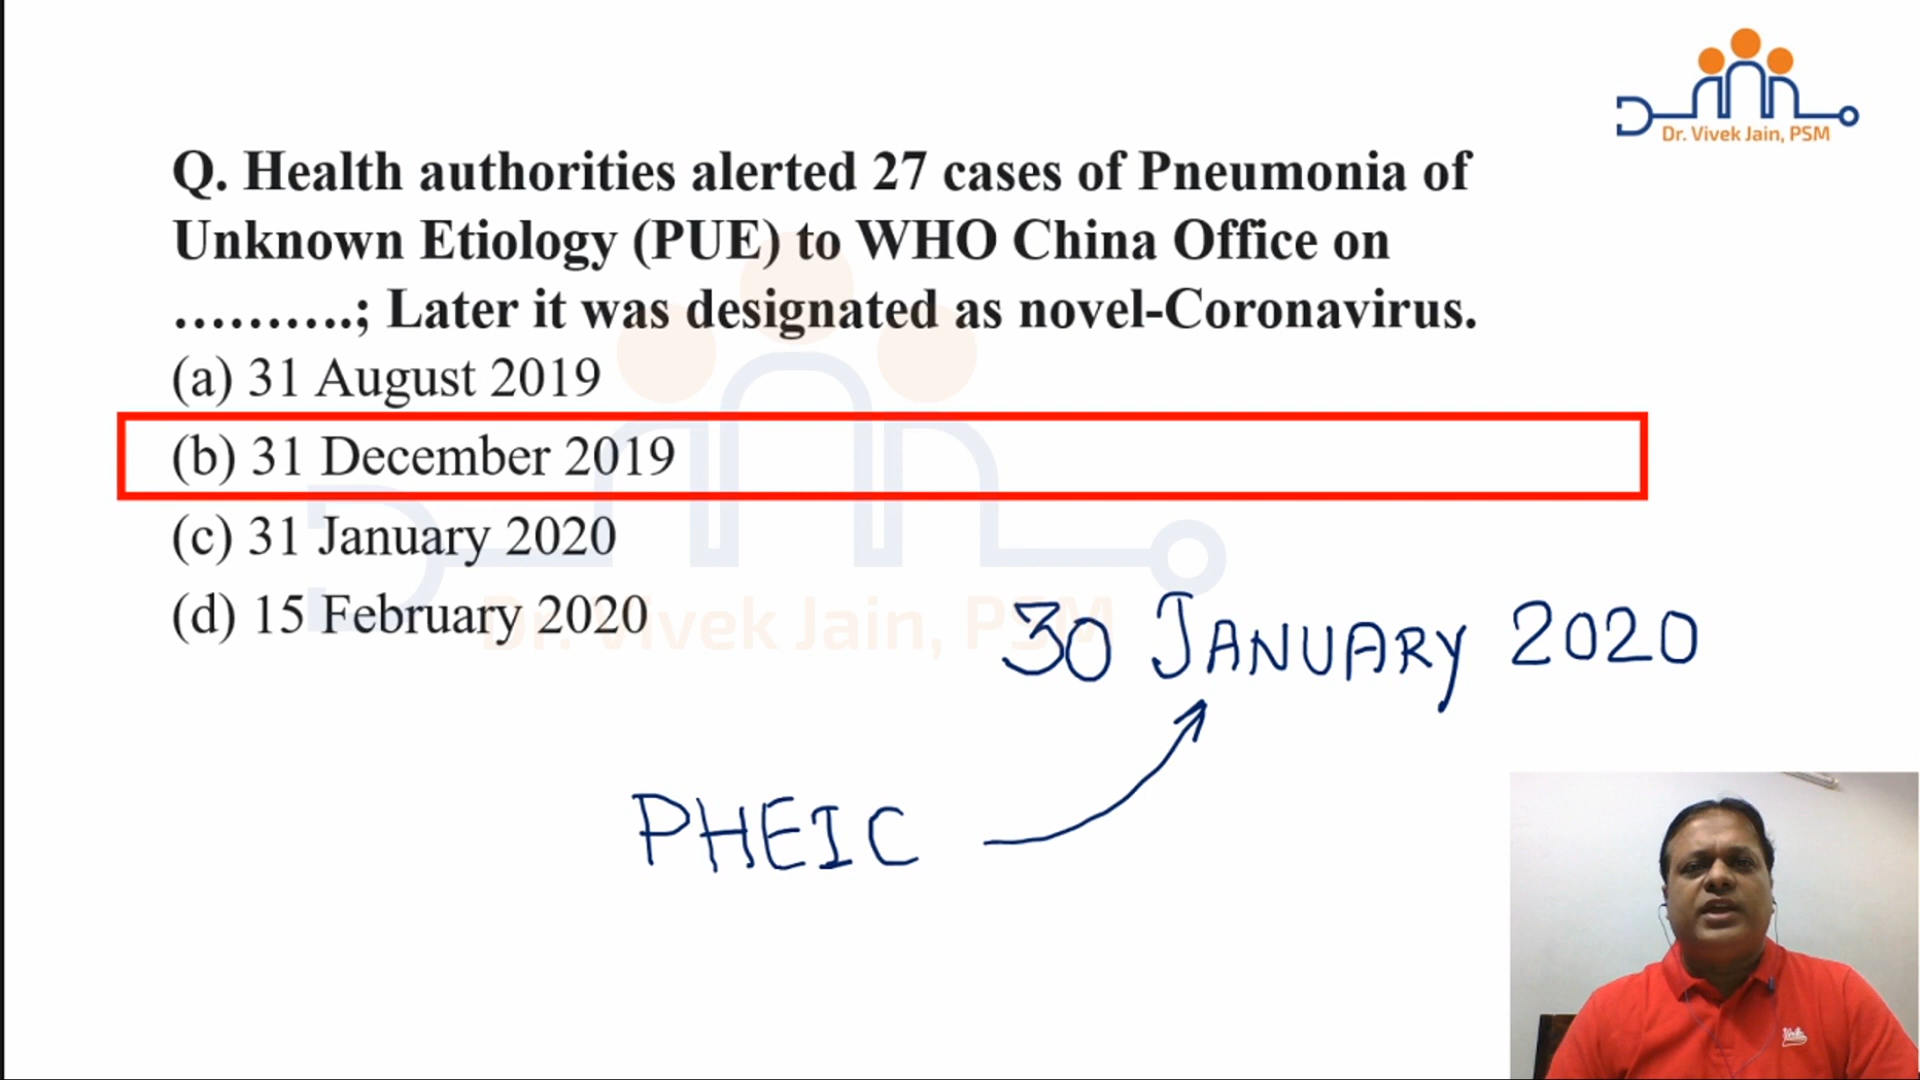 Dr. Vivek Jain, PSM
Q. Health authorities alerted 27 cases of Pneumonia of
Unknown Etiology (PUE) to WHO China Office on
……….; Later it was designated as novel-Coronavirus.
(a) 31 August 2019
(b) 31 December 2019
(c) 31 January 2020
(d) 15 February 2020
Dr. Vivek Jain, PSM
30 JANUARY 2020
PHEIC